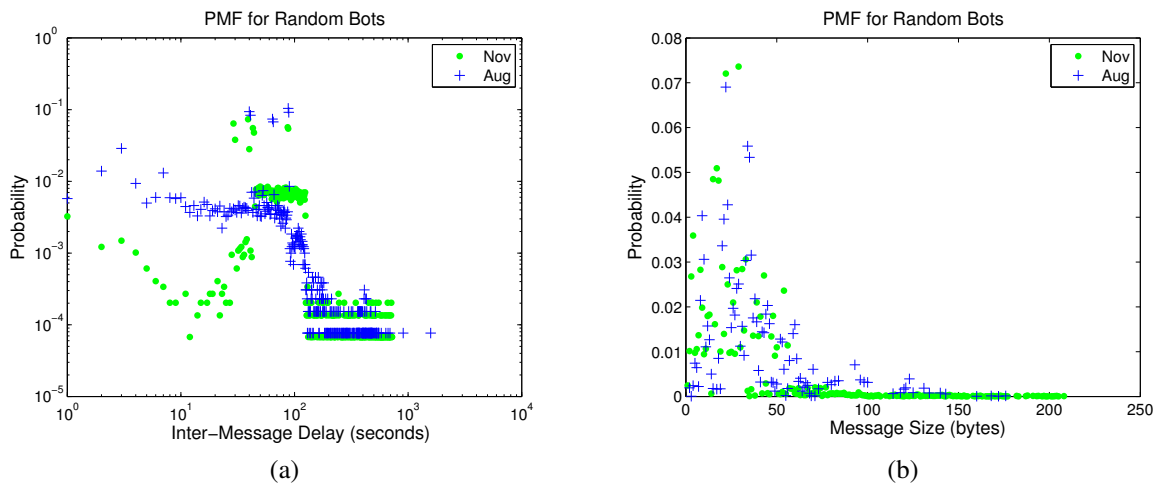 PMF for Random Bots
Nov
Aug
10^0
10^-1
10^-2
10^-3
10^-4
10^-5
Probability
10^0 10^1 10^2 10^3 10^4
Inter−Message Delay (seconds)
(a)
PMF for Random Bots
Nov
Aug
0.08
0.07
0.06
0.05
0.04
0.03
0.02
0.01
0
Probability
0 50 100 150 200 250
Message Size (bytes)
(b)